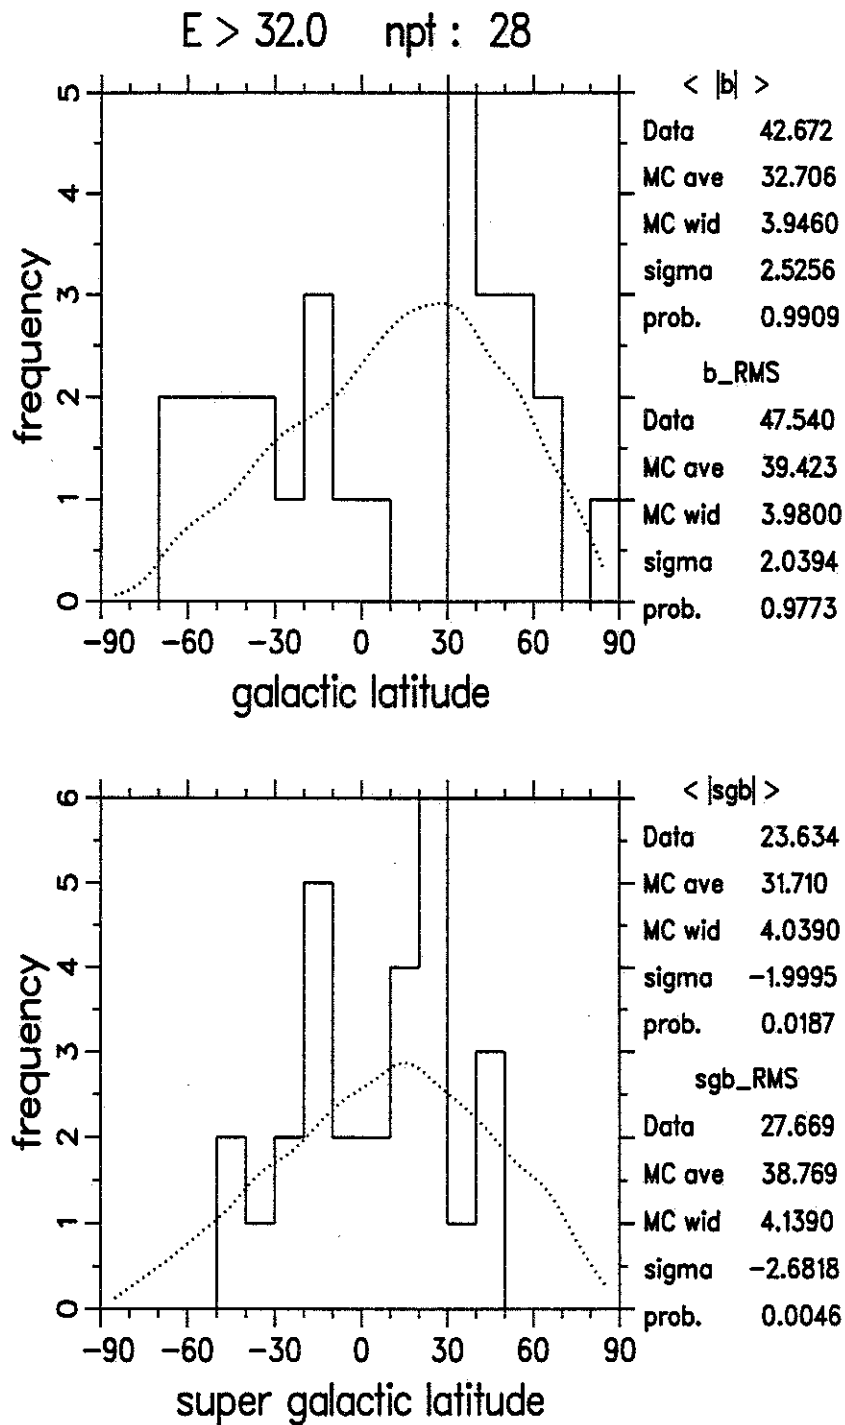 E > 32.0 npt : 28
5
4
3
2
1
0
frequency
-90 -60 -30 0 30 60 90
galactic latitude
< |b| >
Data 42.672
MC ave 32.706
MC wid 3.9460
sigma 2.5256
prob. 0.9909
b_RMS
Data 47.540
MC ave 39.423
MC wid 3.9800
sigma 2.0394
prob. 0.9773
6
5
4
3
2
1
0
frequency
-90 -60 -30 0 30 60 90
super galactic latitude
< |sgb| >
Data 23.634
MC ave 31.710
MC wid 4.0390
sigma -1.9995
prob. 0.0187
sgb_RMS
Data 27.669
MC ave 38.769
MC wid 4.1390
sigma -2.6818
prob. 0.0046